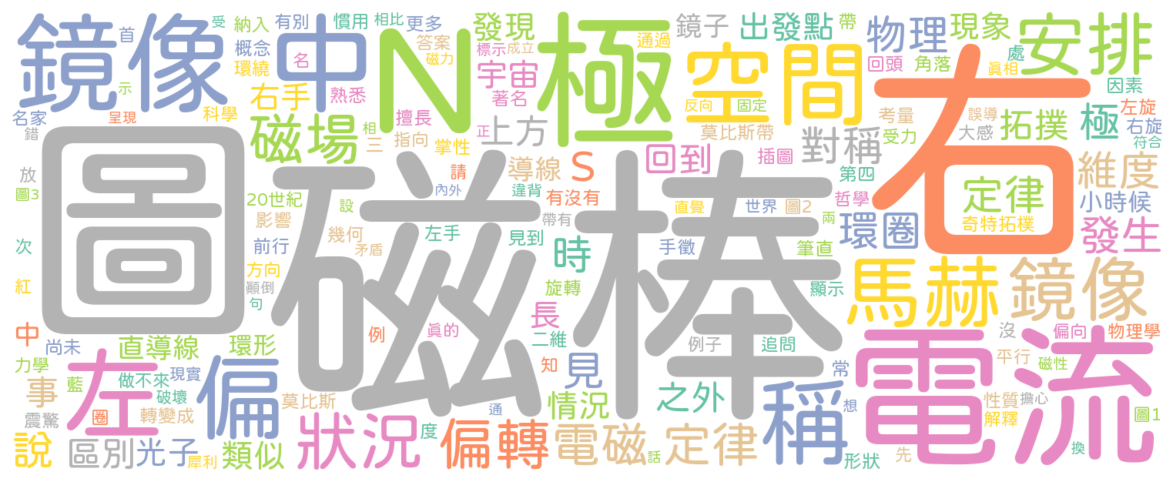 鏡像 首 納入 有別 慣用 受 相比 更多 發現 鏡子 出發點 帶 物理 現象 安排
中 N 極 空間 右
概念 環繞 名 答案 磁力 標示 成立 通過 宇宙 著名 回頭 角落 處 眞相 因素
示 右手 熟悉 反向 固定
名家 呈現 科學 擅長 莫比斯帶 考量 誤導 左旋
錯 磁場 相 三 指向 掌性 正 上方 受力 大感 拓撲 極 右旋 符合
圖 磁棒
放 請 導線 S 回到 插圖 對稱 第四 維度
圖3 20世紀 設 內外 違背 有沒有 直覺 世界 圖2 哲學 兩 定律 小時候
影響 幾何 帶有 奇特拓樸
次 前行 矛盾 左手 見到 時 手徵 筆直 環圈 發生
紅 方向 顛倒 句 旋轉 顯示 馬赫 鏡像
中 尚未 直導線 環形 例 眞的 長 二維 知 例子 追問 沒 偏向 物理學
力學 藍 做不來 現實 見 平行 磁性
左 偏 電流
事 破壞 莫比斯 情況 之外 常 性質 擔心
震驚 圈 轉變成 通 度 想 解釋 圖1
說 區別 光子 類似 狀況 偏轉 電磁 定律 稱 先 換
犀利 話 形狀